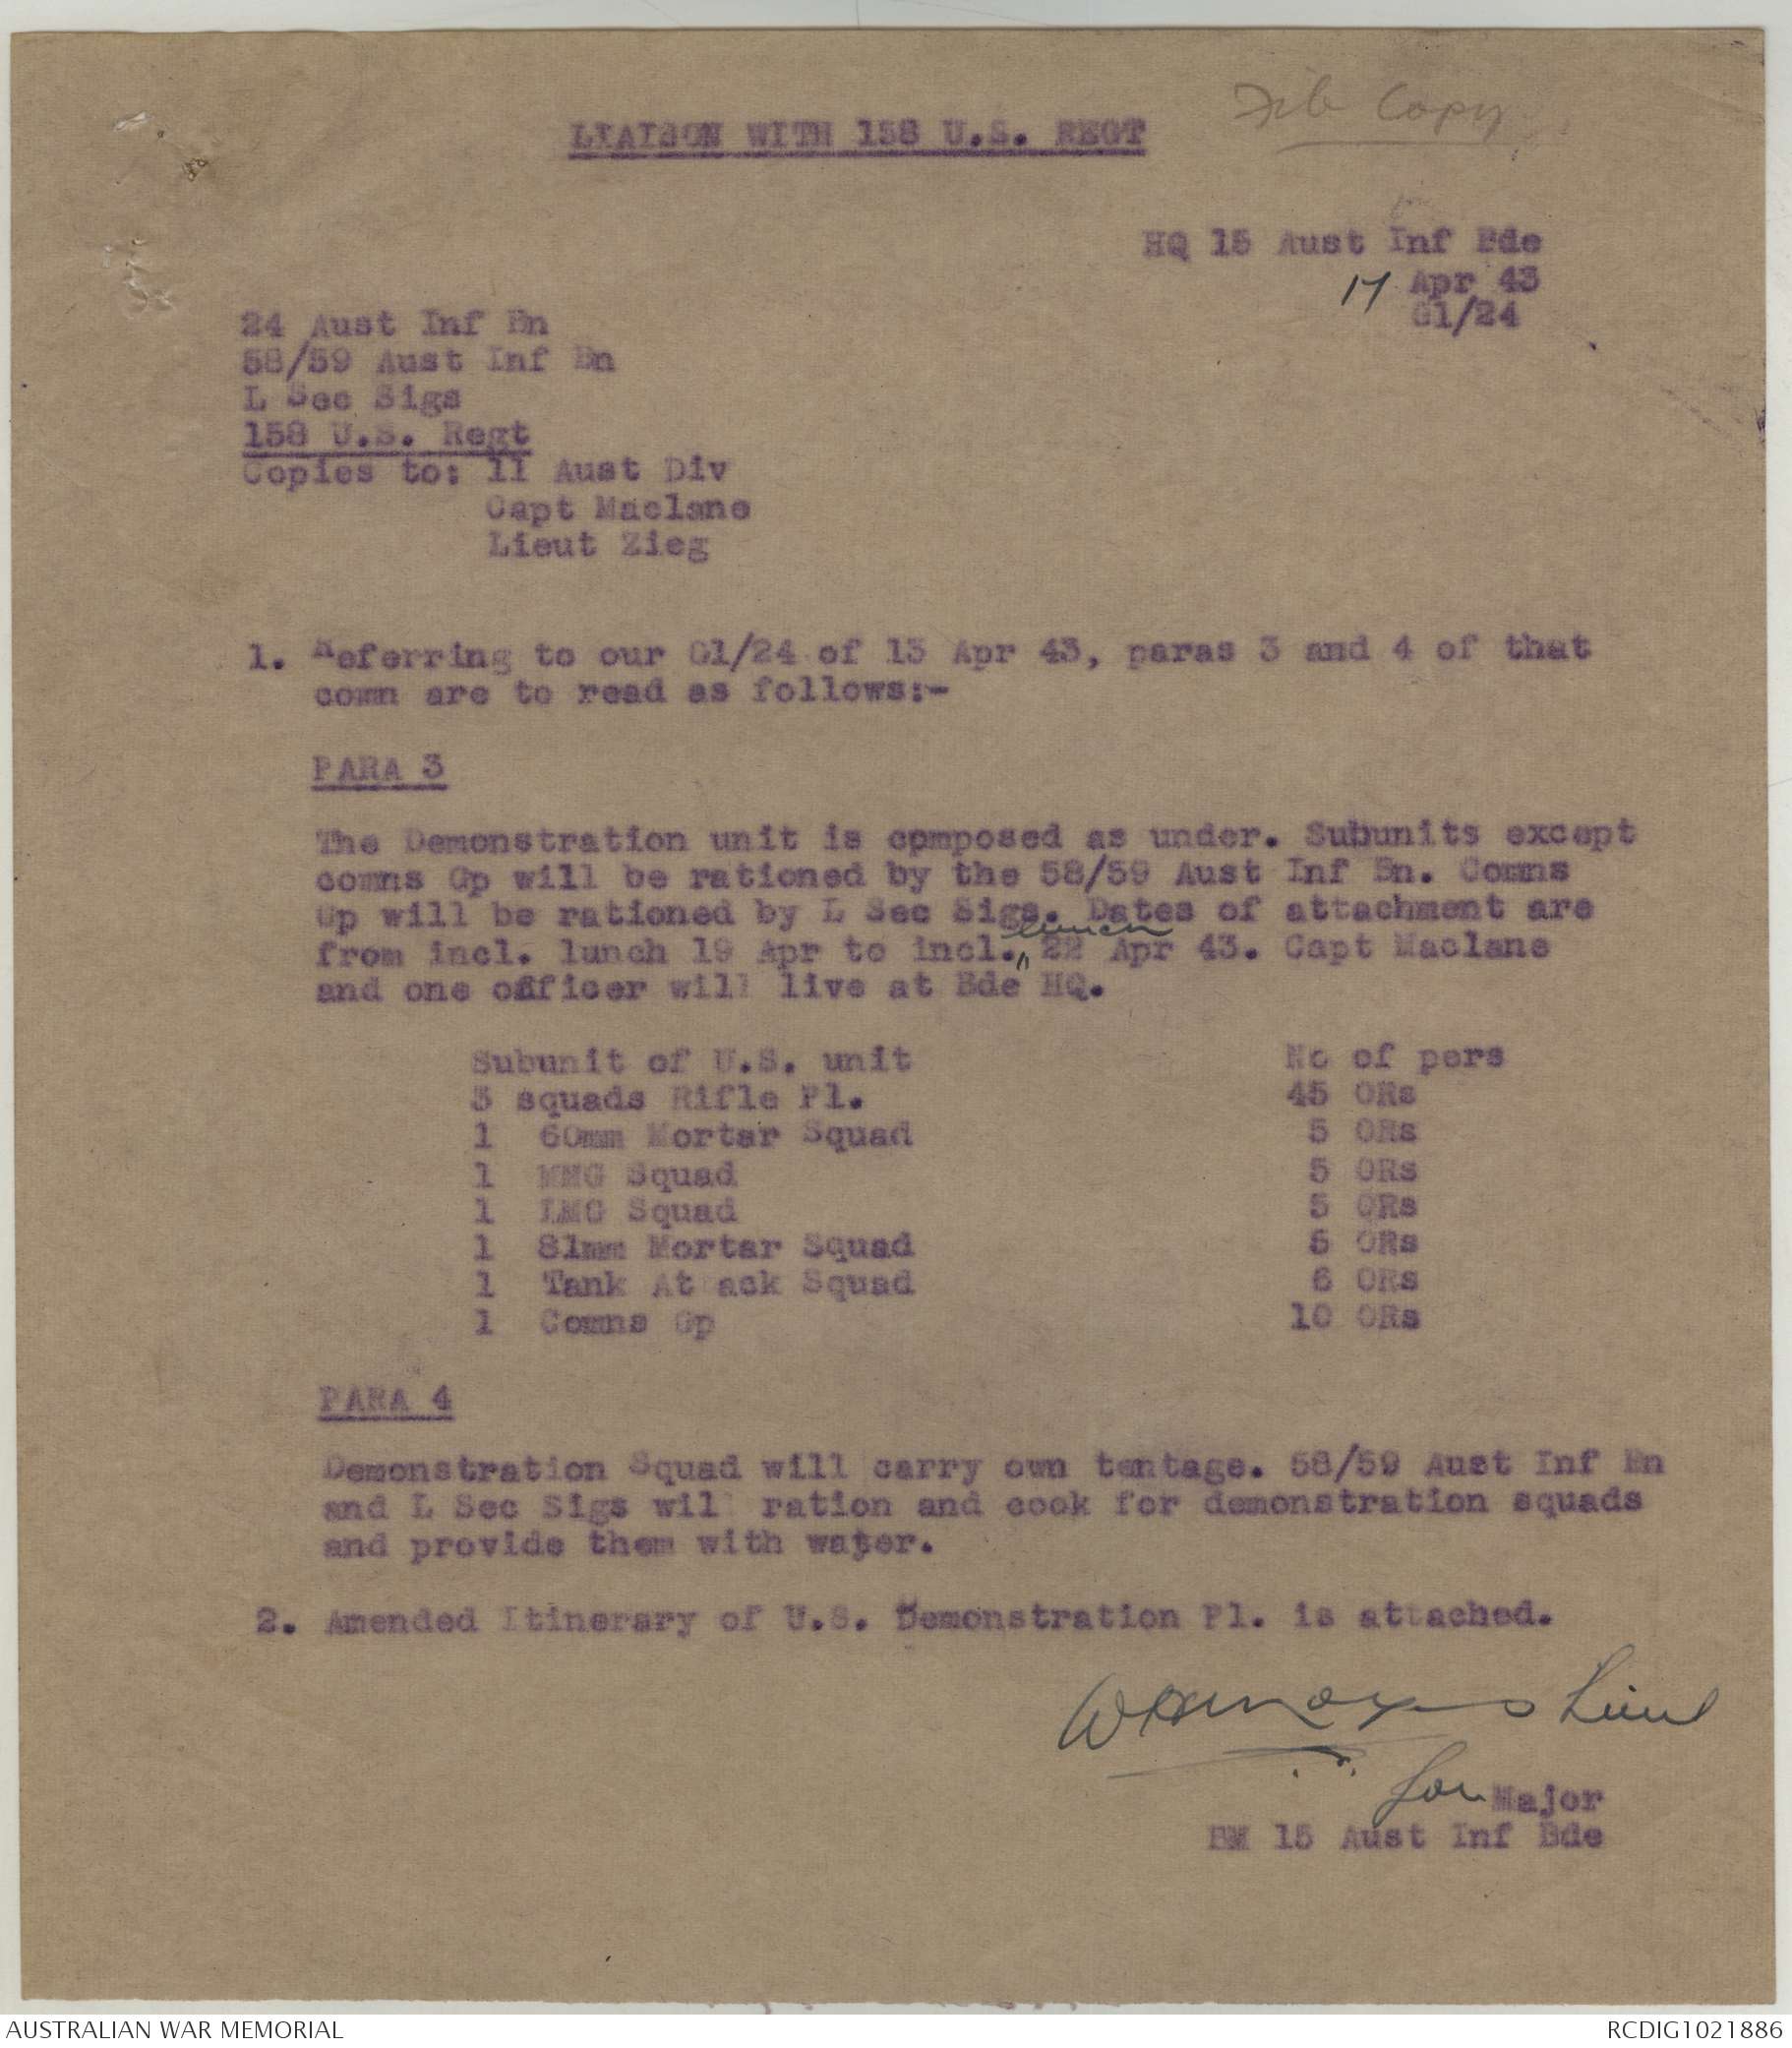 File Copy
LIAISON WITH 158 U.S. REGT
HQ 15 Aust Inf Bde
17 Apr 43
G1/24
24 Aust Inf Bn
58/59 Aust Inf Bn
L Sec Sigs
158 U.S. Regt
Copies to: 11 Aust Div
Capt Maclane
Lieut Zieg
1. Referring to our G1/24 of 13 Apr 43, paras 3 and 4 of that
comn are to read as follows:-
PARA 3
The Demonstration unit is composed as under. Subunits except
comns Gp will be rationed by the 58/59 Aust Inf Bn. Comns
Gp will be rationed by L Sec Sigs. Dates of attachment are
from incl. lunch 19 Apr to incl. lunch 22 Apr 43. Capt Maclane
and one officer will live at Bde HQ.
Subunit of U.S. unit No of pers
3 squads Rifle Pl. 45 ORs
1 60mm Mortar Squad 5 ORs
1 MMG Squad 5 ORs
1 LMG Squad 5 ORs
1 81mm Mortar Squad 5 ORs
1 Tank At ack Squad 6 ORs
1 Comns Gp 10 ORs
PARA 4
Demonstration Squad will carry own tentage. 58/59 Aust Inf Bn
and L Sec Sigs will ration and cook for demonstration squads
and provide them with water.
2. Amended Itinerary of U.S. Demonstration Pl. is attached.
Lieut
for Major
BM 15 Aust Inf Bde
AUSTRALIAN WAR MEMORIAL RCDIG1021886